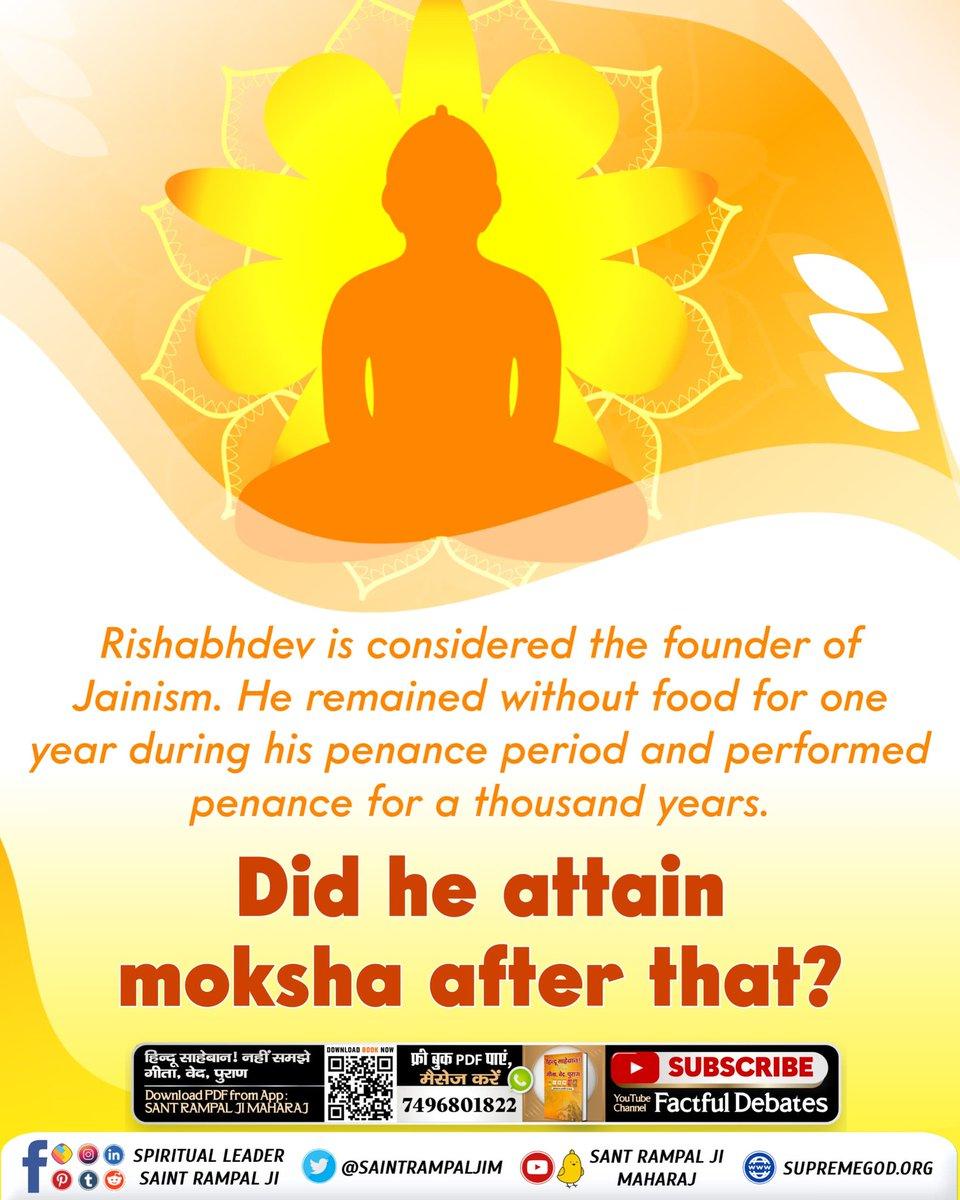 Rishabhdev is considered the founder of
Jainism. He remained without food for one
year during his penance period and performed
penance for a thousand years.
Did he attain
moksha after that?
हिन्दू साहेबान! नहीं समझे
गीता, वेद, पुराण
Download PDF from App :
SANT RAMPAL JI MAHARAJ
DOWNLOAD BOOK NOW
फ्री बुक PDF पाएं,
मैसेज करें
7496801822
हिन्दू साहेबान!
SUBSCRIBE
YouTube
Channel
Factful Debates
SPIRITUAL LEADER
SAINT RAMPAL JI
@SAINTRAMPALJIM
SANT RAMPAL JI
MAHARAJ
SUPREMEGOD.ORG